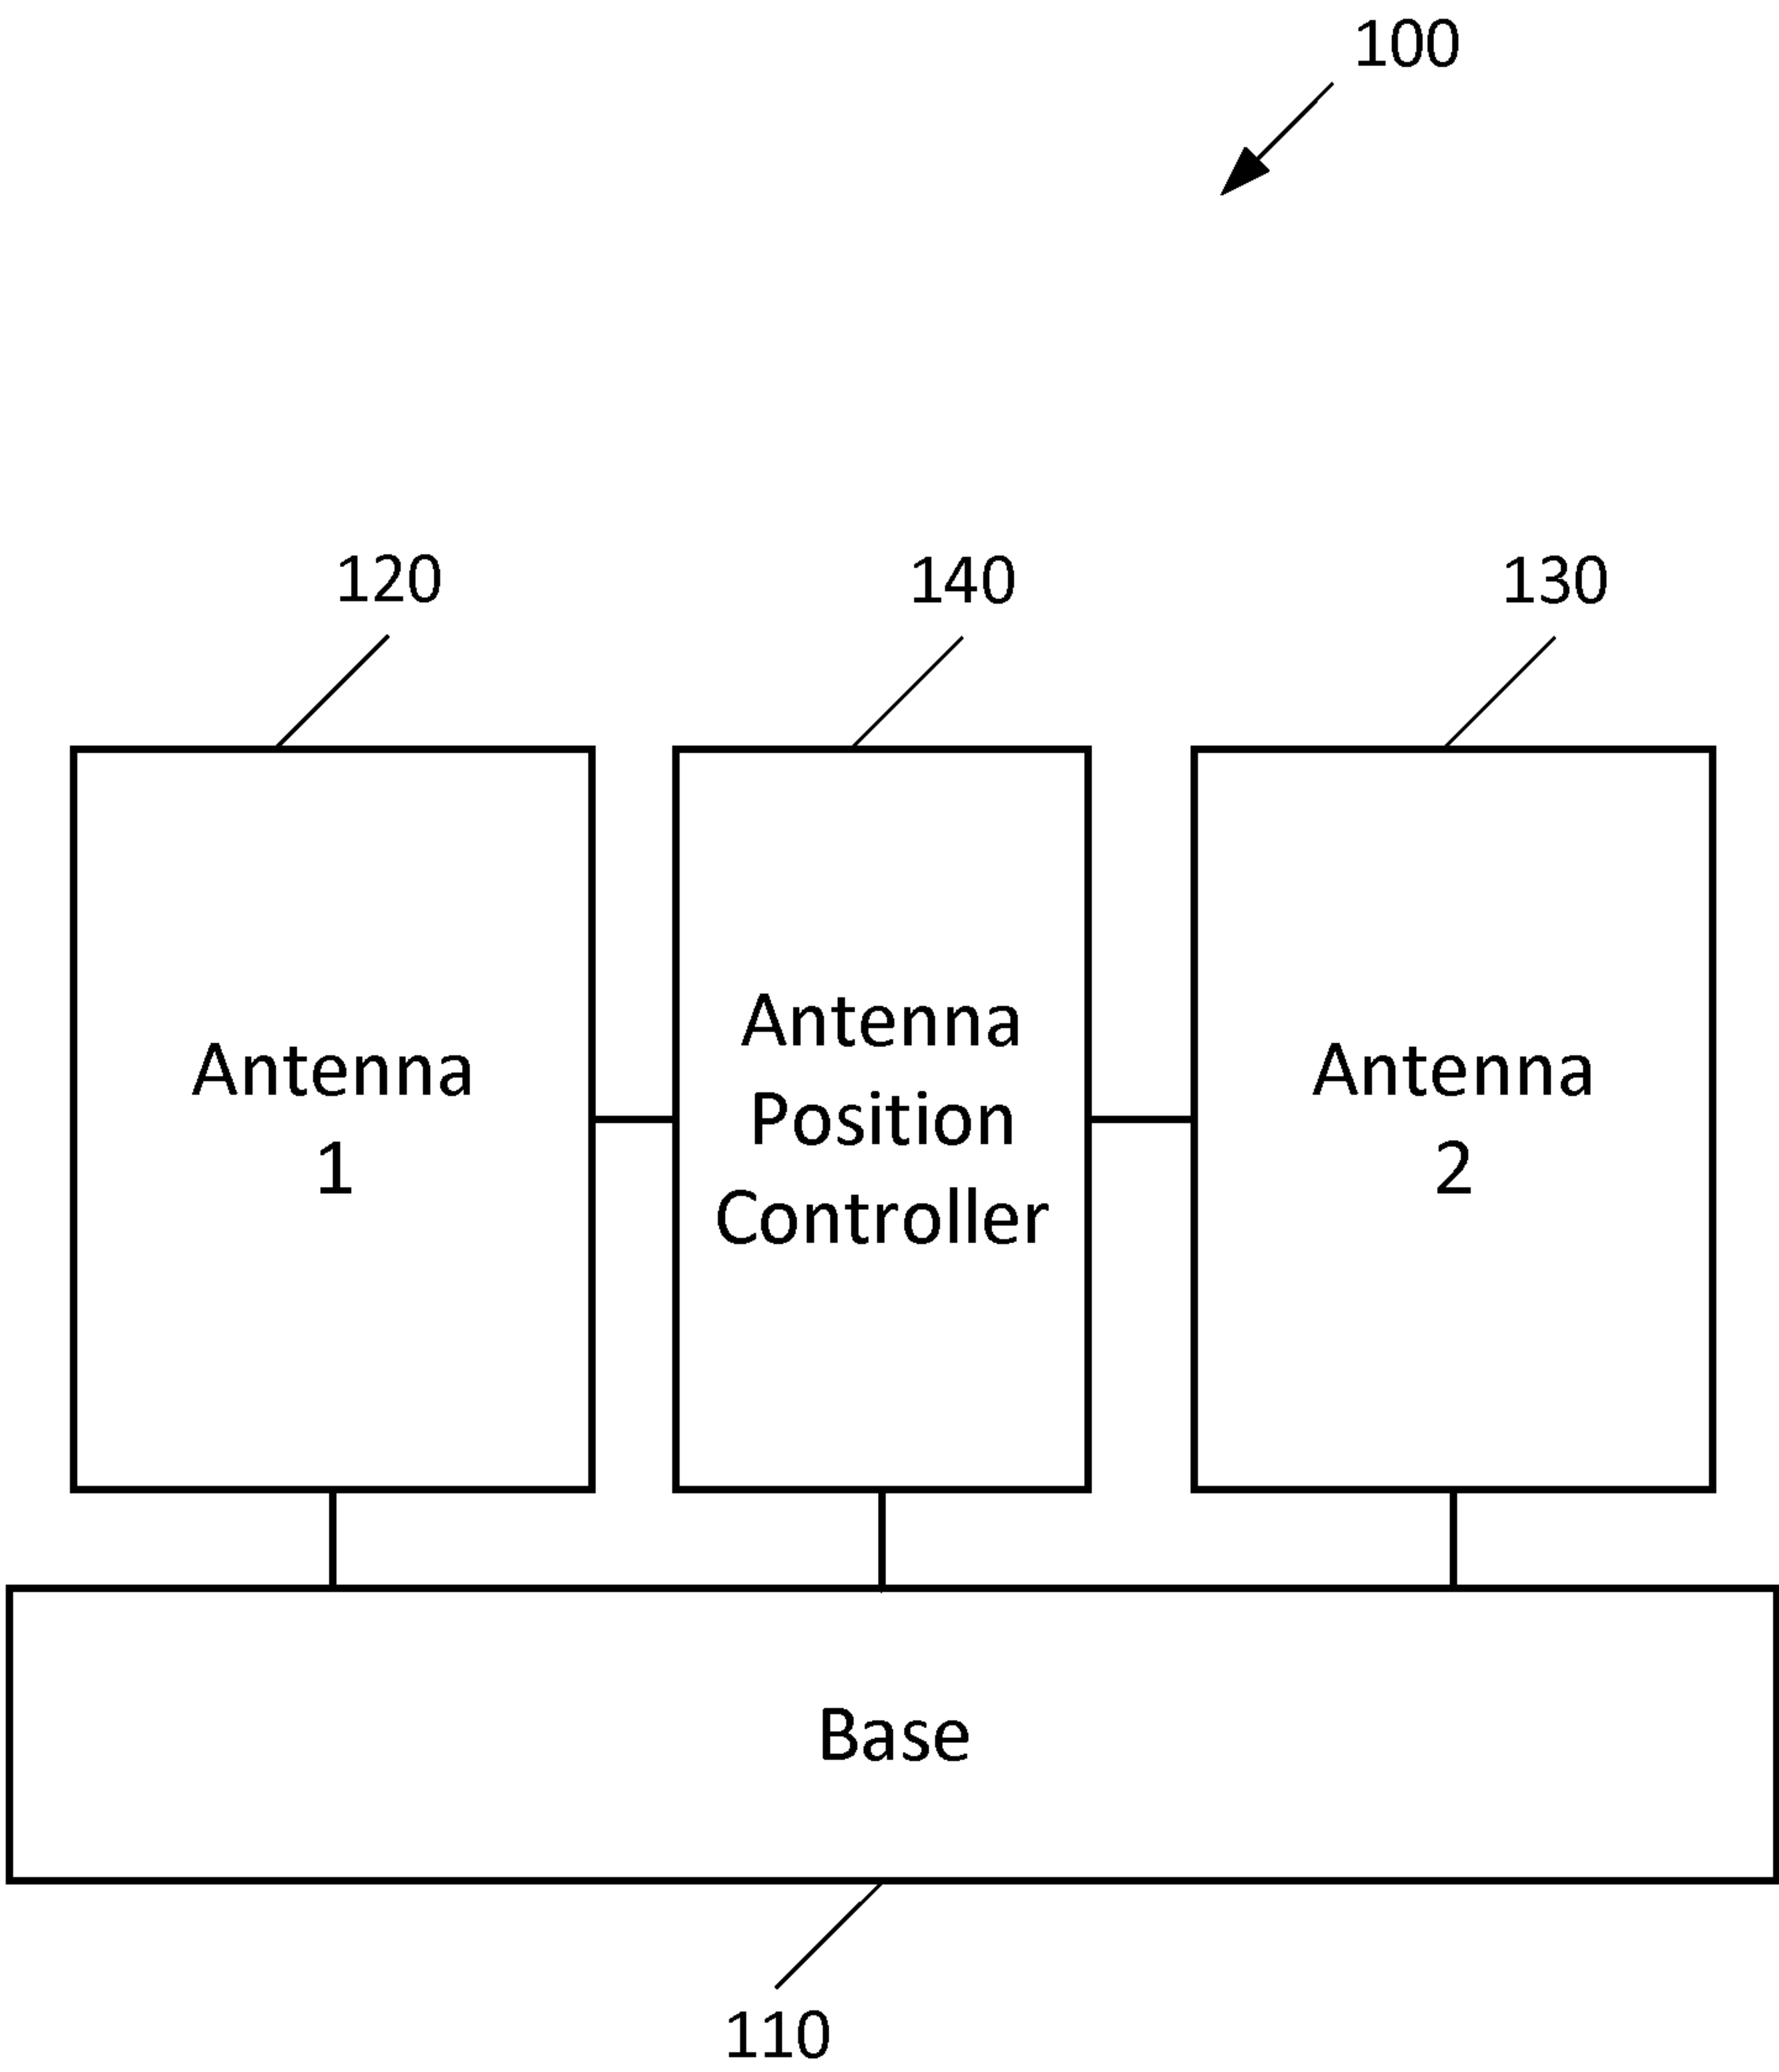 100
120
140
130
Antenna
1
Antenna
Position
Controller
Antenna
2
Base
110